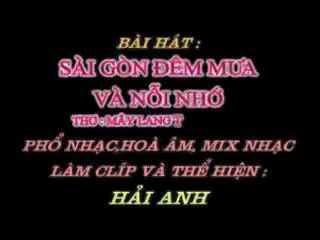 BÀI HÁT :
SÀI GÒN ĐÊM MƯA
VÀ NỖI NHỚ
THƠ : MÂY LANG T
PHỔ NHẠC,HOÀ ÂM, MIX NHẠC
LÀM CLÍP VÀ THỂ HIỆN :
HẢI ANH